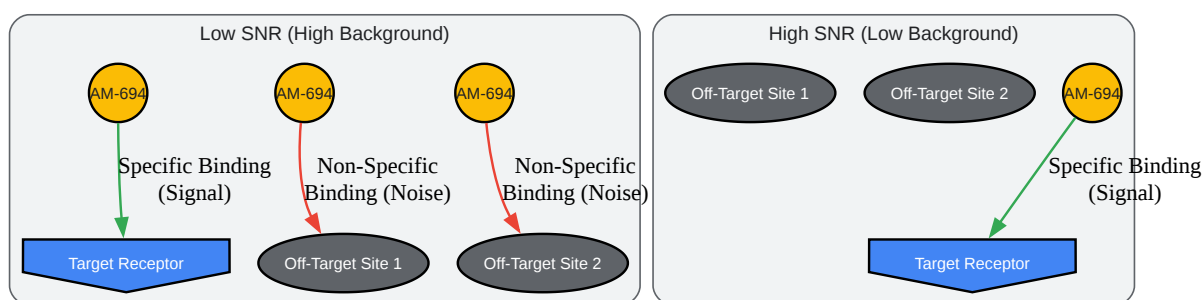 Low SNR (High Background)
AM-694
AM-694
AM-694
Specific Binding
(Signal)
Non-Specific
Binding (Noise)
Non-Specific
Binding (Noise)
Target Receptor
Off-Target Site 1
Off-Target Site 2
High SNR (Low Background)
Off-Target Site 1
Off-Target Site 2
AM-694
Specific Binding
(Signal)
Target Receptor